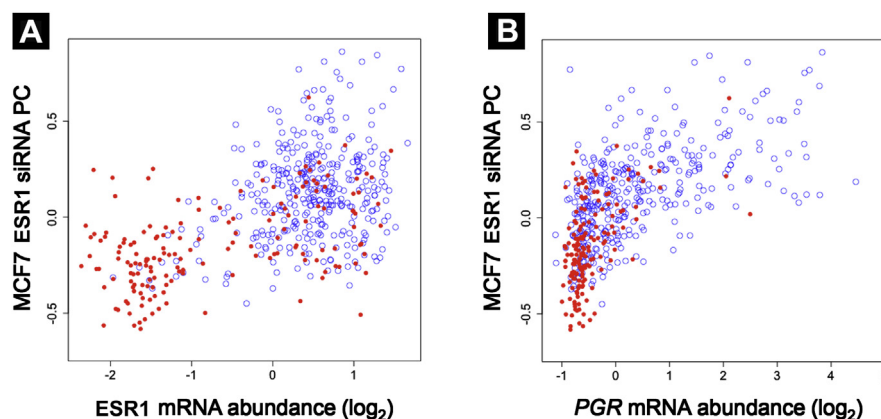 A
MCF7 ESR1 siRNA PC
0.5
0.0
-0.5
-2
-1
0
1
ESR1 mRNA abundance (log2)
B
MCF7 ESR1 siRNA PC
0.5
0.0
-0.5
-1
0
1
2
3
4
PGR mRNA abundance (log2)